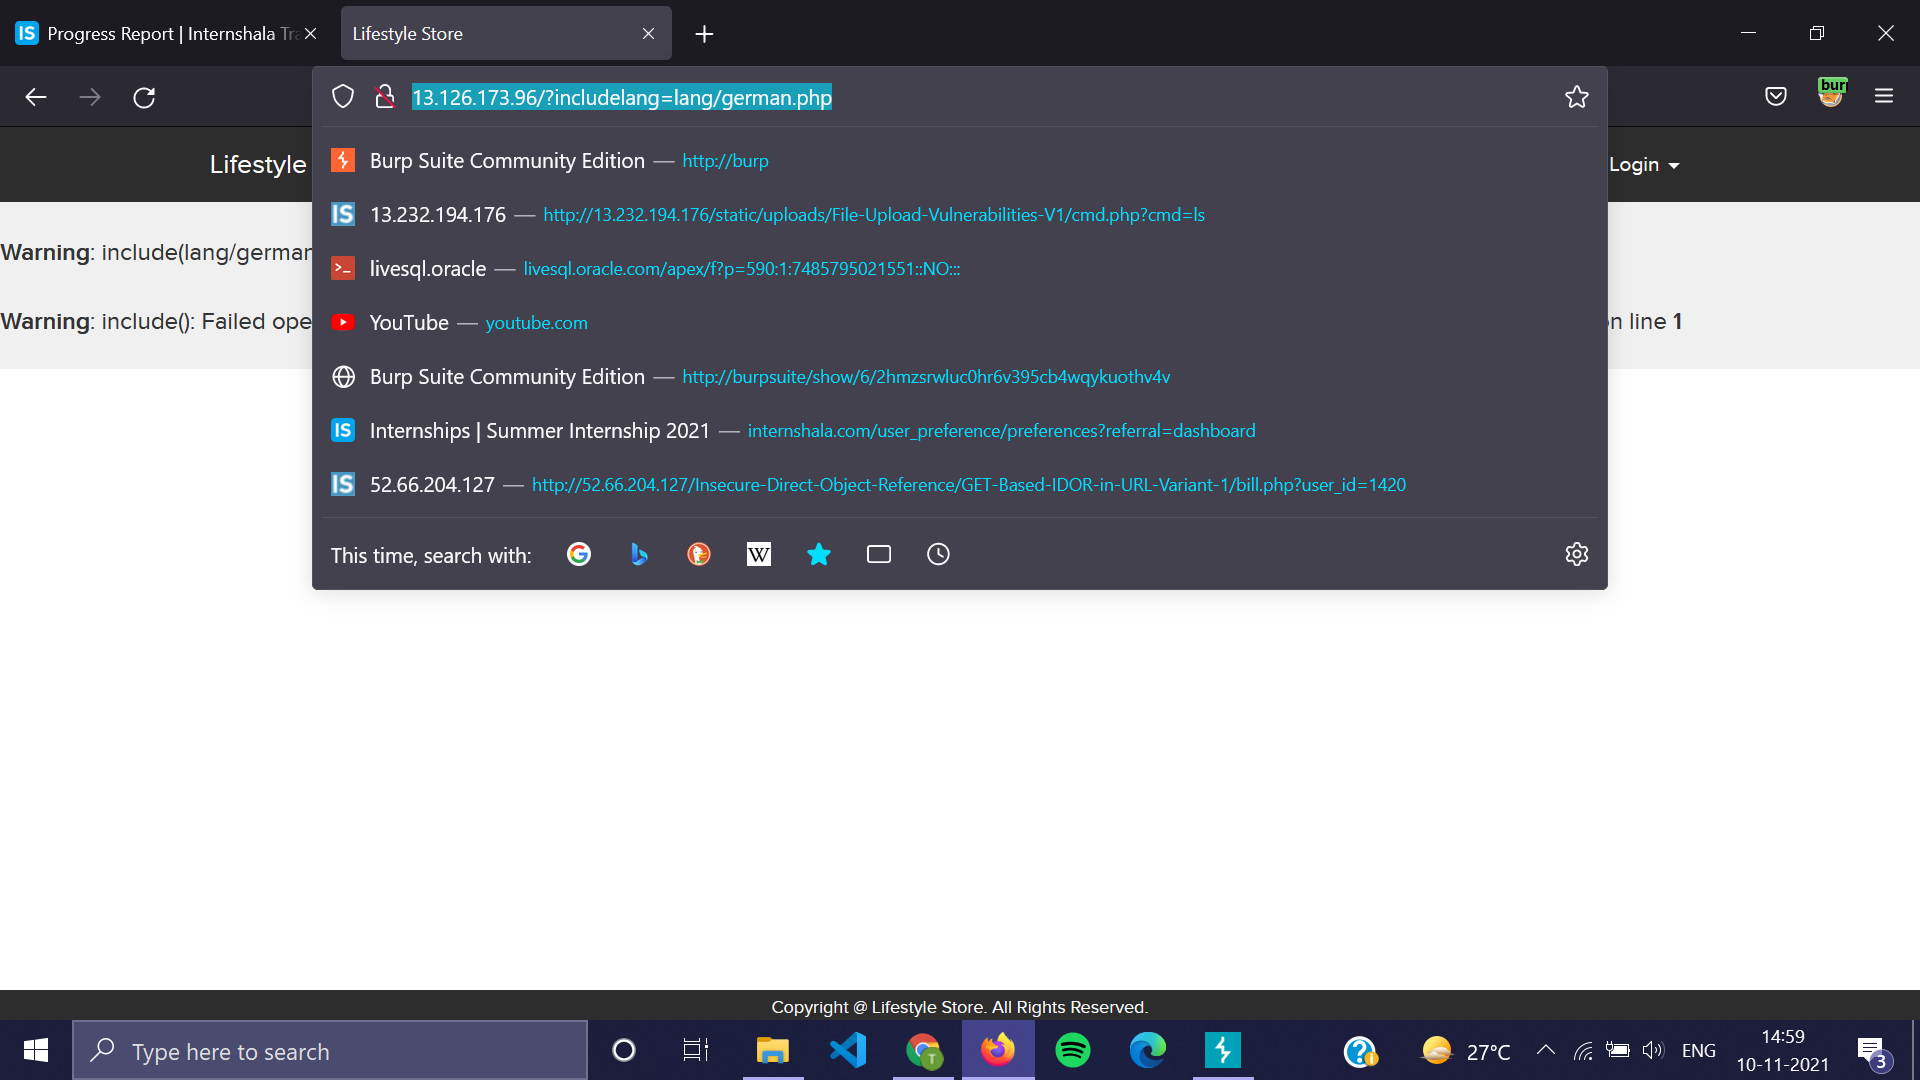 IS Progress Report | Internshala Tra
Lifestyle Store
13.126.173.96/?includelang=lang/german.php
bur
Lifestyle
Login
Burp Suite Community Edition — http://burp
IS 13.232.194.176 — http://13.232.194.176/static/uploads/File-Upload-Vulnerabilities-V1/cmd.php?cmd=ls
Warning: include(lang/german
livesql.oracle — livesql.oracle.com/apex/f?p=590:1:7485795021551::NO:::
YouTube — youtube.com
Warning: include(): Failed ope
on line 1
Burp Suite Community Edition — http://burpsuite/show/6/2hmzsrwluc0hr6v395cb4wqykuothv4v
IS Internships | Summer Internship 2021 — internshala.com/user_preference/preferences?referral=dashboard
IS 52.66.204.127 — http://52.66.204.127/Insecure-Direct-Object-Reference/GET-Based-IDOR-in-URL-Variant-1/bill.php?user_id=1420
This time, search with:
W
Copyright @ Lifestyle Store. All Rights Reserved.
Type here to search
T
27°C
ENG
14:59
10-11-2021
3